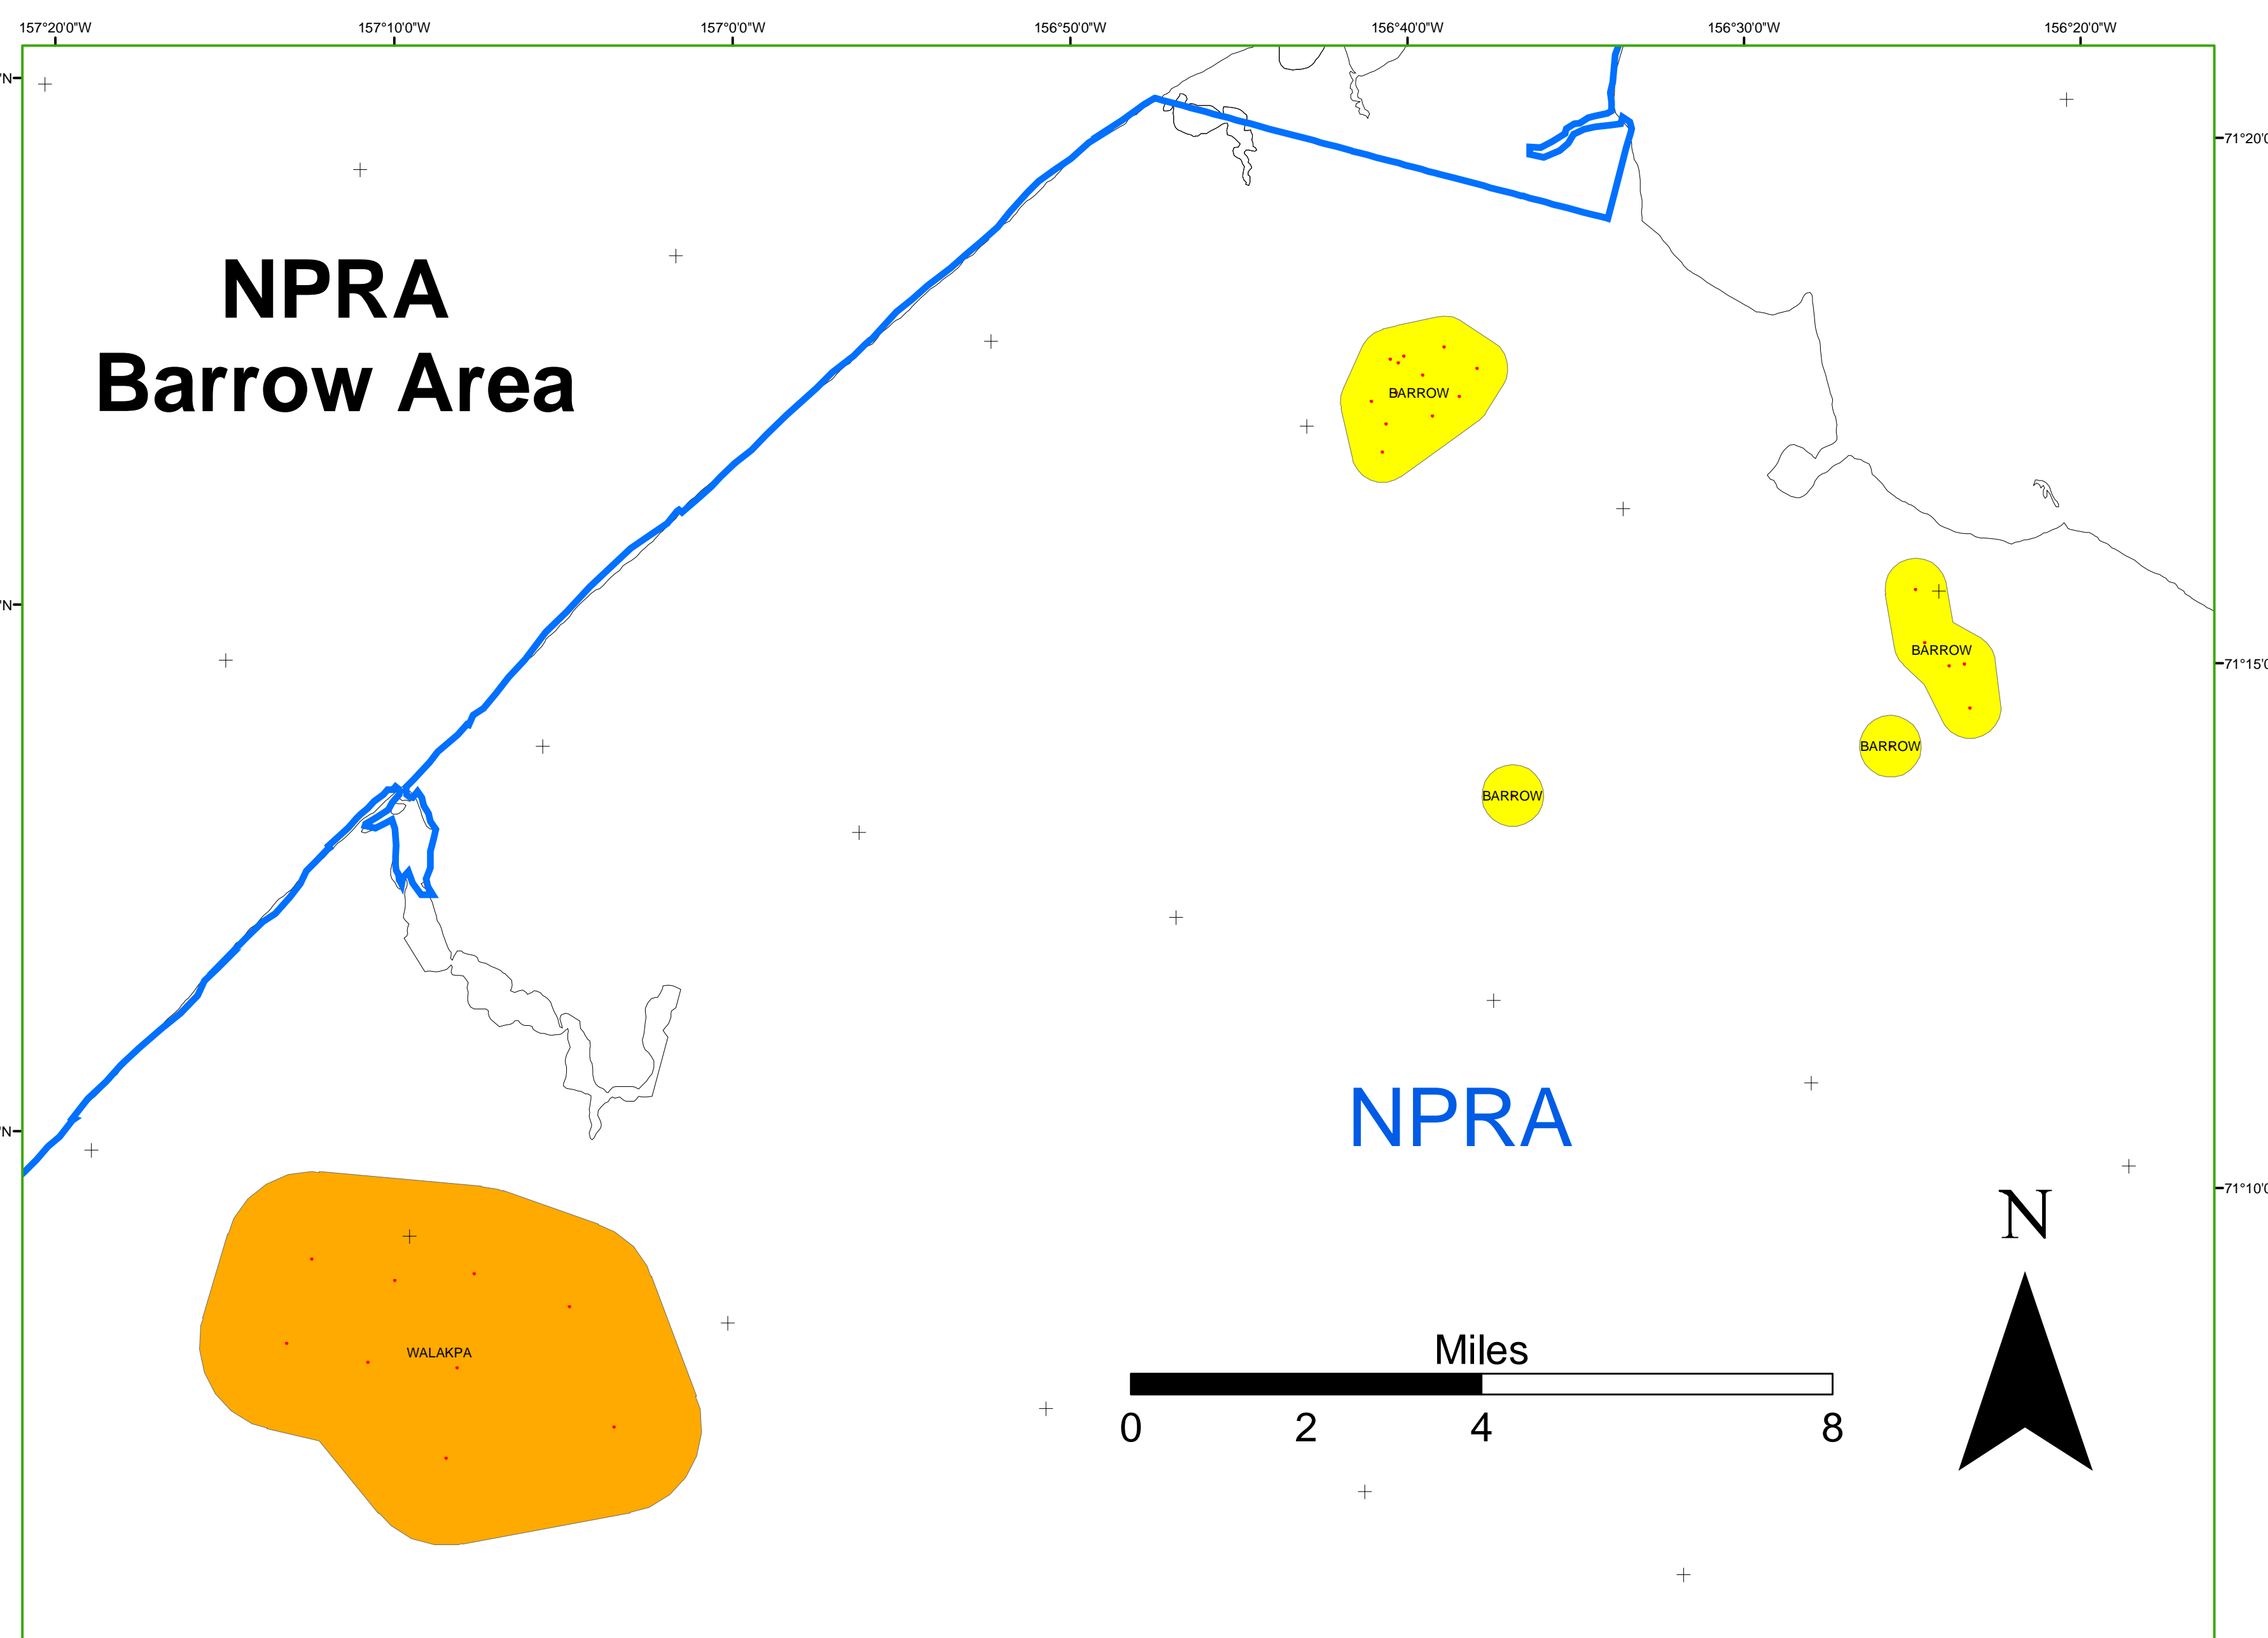 157°20'0"W
157°10'0"W
157°0'0"W
156°50'0"W
156°40'0"W
156°30'0"W
156°20'0"W
'N
71°20'0
NPRA
Barrow Area
BARROW
'N
BARROW
71°15'0
BARROW
BARROW
NPRA
'N
71°10'0
N
WALAKPA
Miles
0 2 4 8